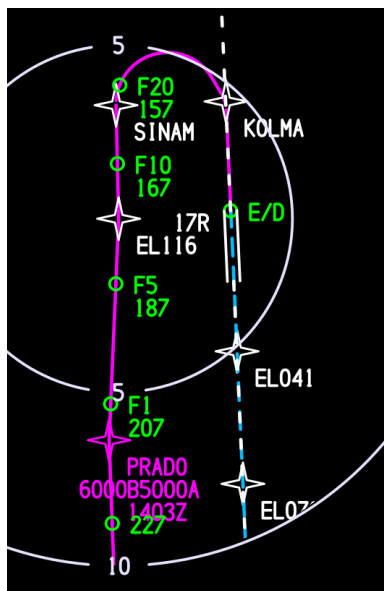 5
F20
157
SINAM
KOLMA
F10
167
17R
E/D
EL116
F5
187
EL041
5
F1
207
PRADO
6000B5000A
1403Z
227
10